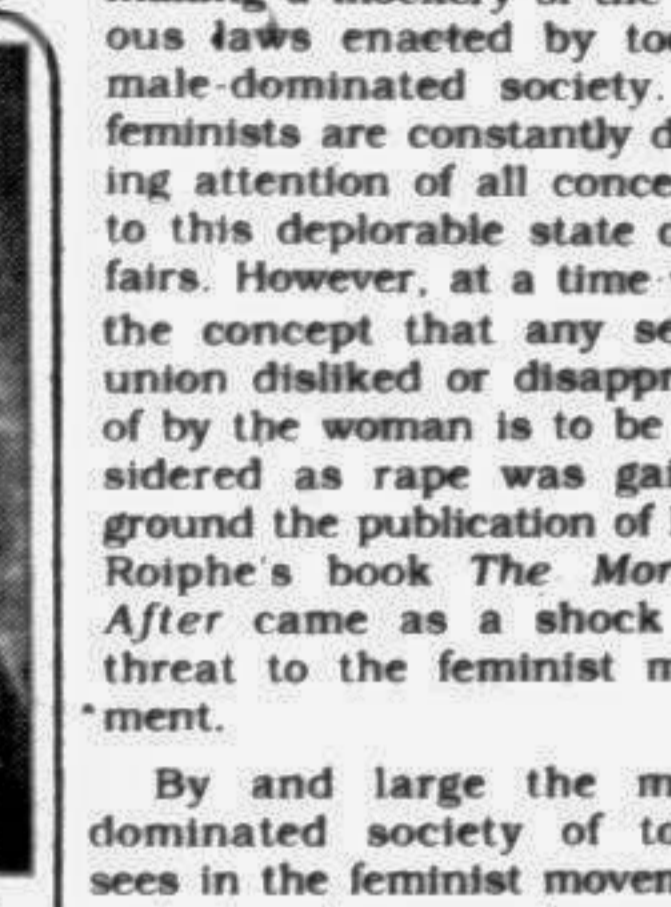 ous laws enacted by to
male-dominated society.
feminists are constantly d
ing attention of all conce
to this deplorable state o
fairs. However, at a time
the concept that any se
union disliked or disappr
of by the woman is to be
sidered as rape was gai
ground the publication of
Roiphe's book The Mor
After came as a shock
threat to the feminist m
ment.
By and large the m
dominated society of to
sees in the feminist movem